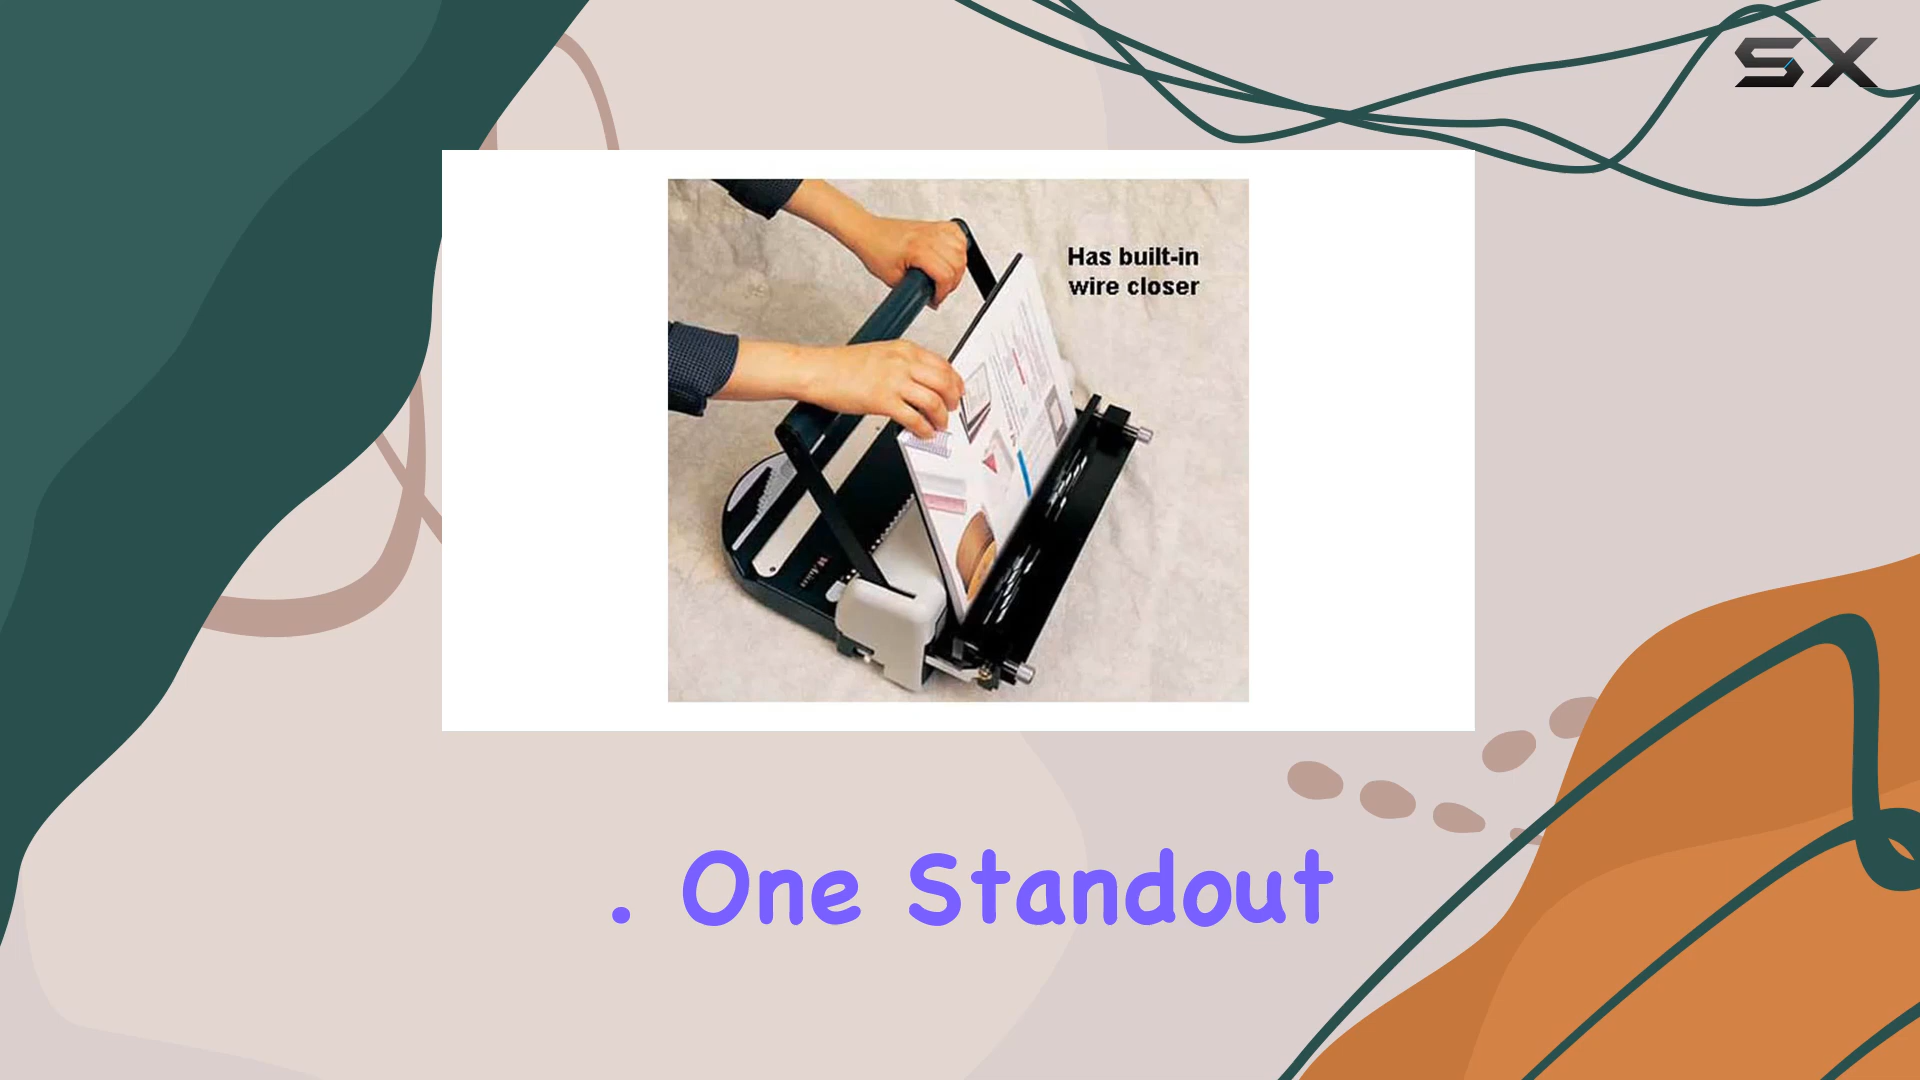 SX
Has built-in
wire closer
. One Standout